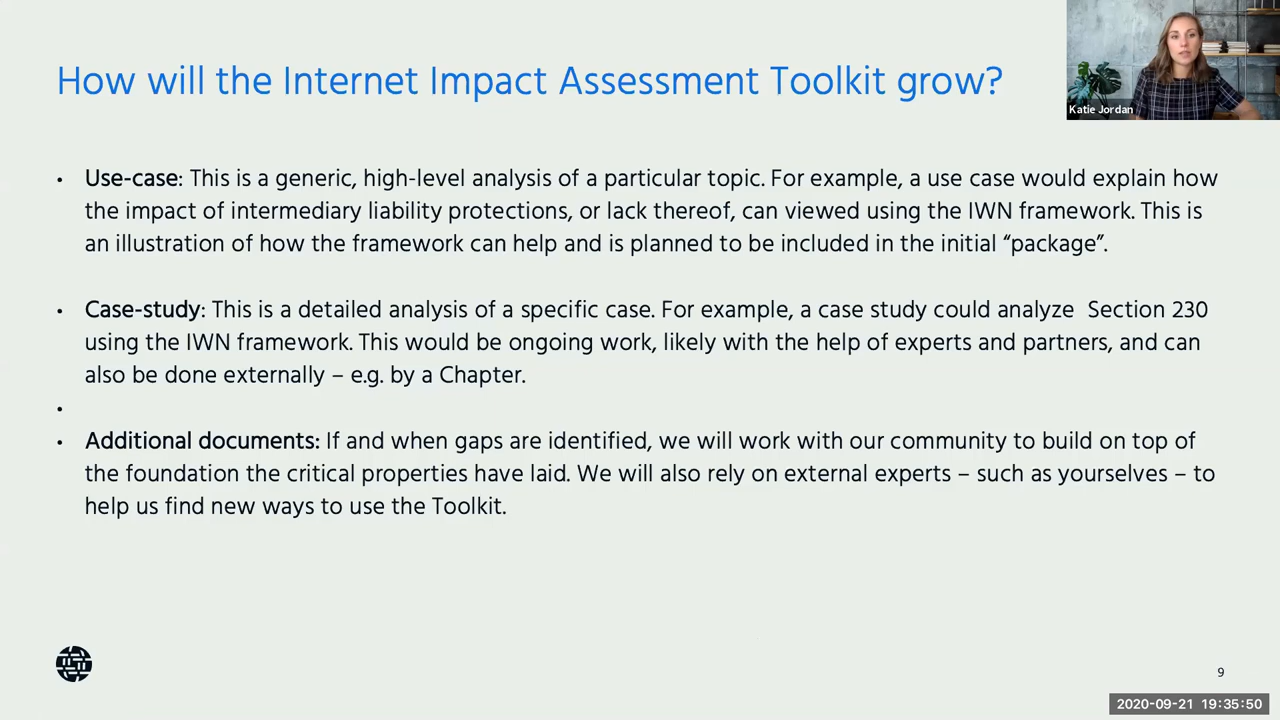 How will the Internet Impact Assessment Toolkit grow?
Katie Jordan
• Use-case: This is a generic, high-level analysis of a particular topic. For example, a use case would explain how
the impact of intermediary liability protections, or lack thereof, can viewed using the IWN framework. This is
an illustration of how the framework can help and is planned to be included in the initial “package”.
• Case-study: This is a detailed analysis of a specific case. For example, a case study could analyze  Section 230
using the IWN framework. This would be ongoing work, likely with the help of experts and partners, and can
also be done externally – e.g. by a Chapter.
•
• Additional documents: If and when gaps are identified, we will work with our community to build on top of
the foundation the critical properties have laid. We will also rely on external experts – such as yourselves – to
help us find new ways to use the Toolkit.
9
2020-09-21 19:35:50